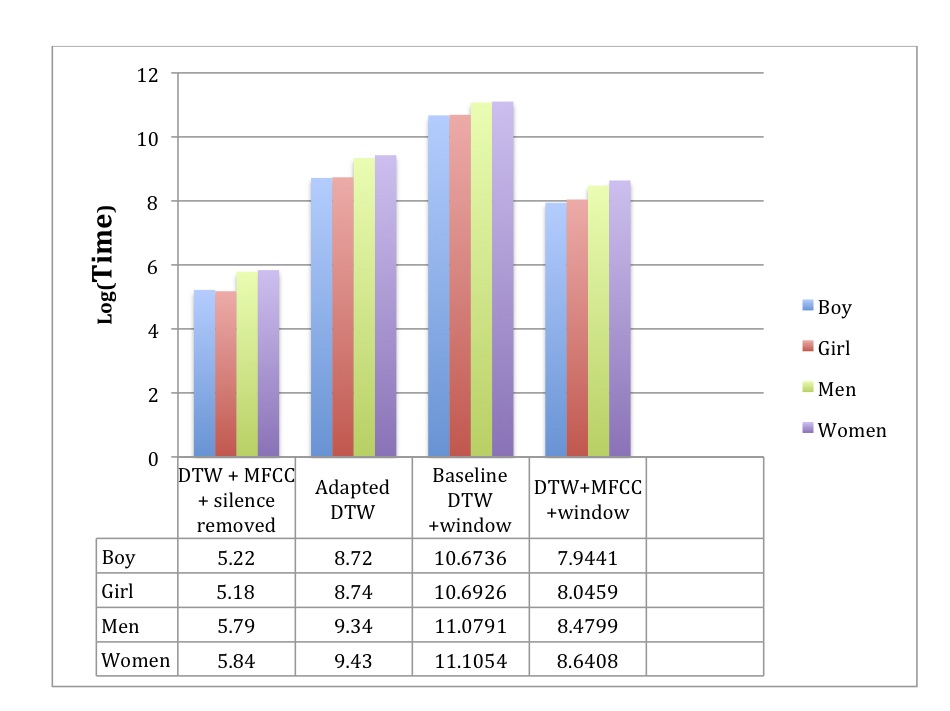 12
10
8
6
4
2
0
Log(Time)
Boy
Girl
Men
Women
DTW + MFCC
+ silence
removed
Adapted
DTW
Baseline
DTW
+window
DTW+MFCC
+window
Boy 5.22 8.72 10.6736 7.9441
Girl 5.18 8.74 10.6926 8.0459
Men 5.79 9.34 11.0791 8.4799
Women 5.84 9.43 11.1054 8.6408